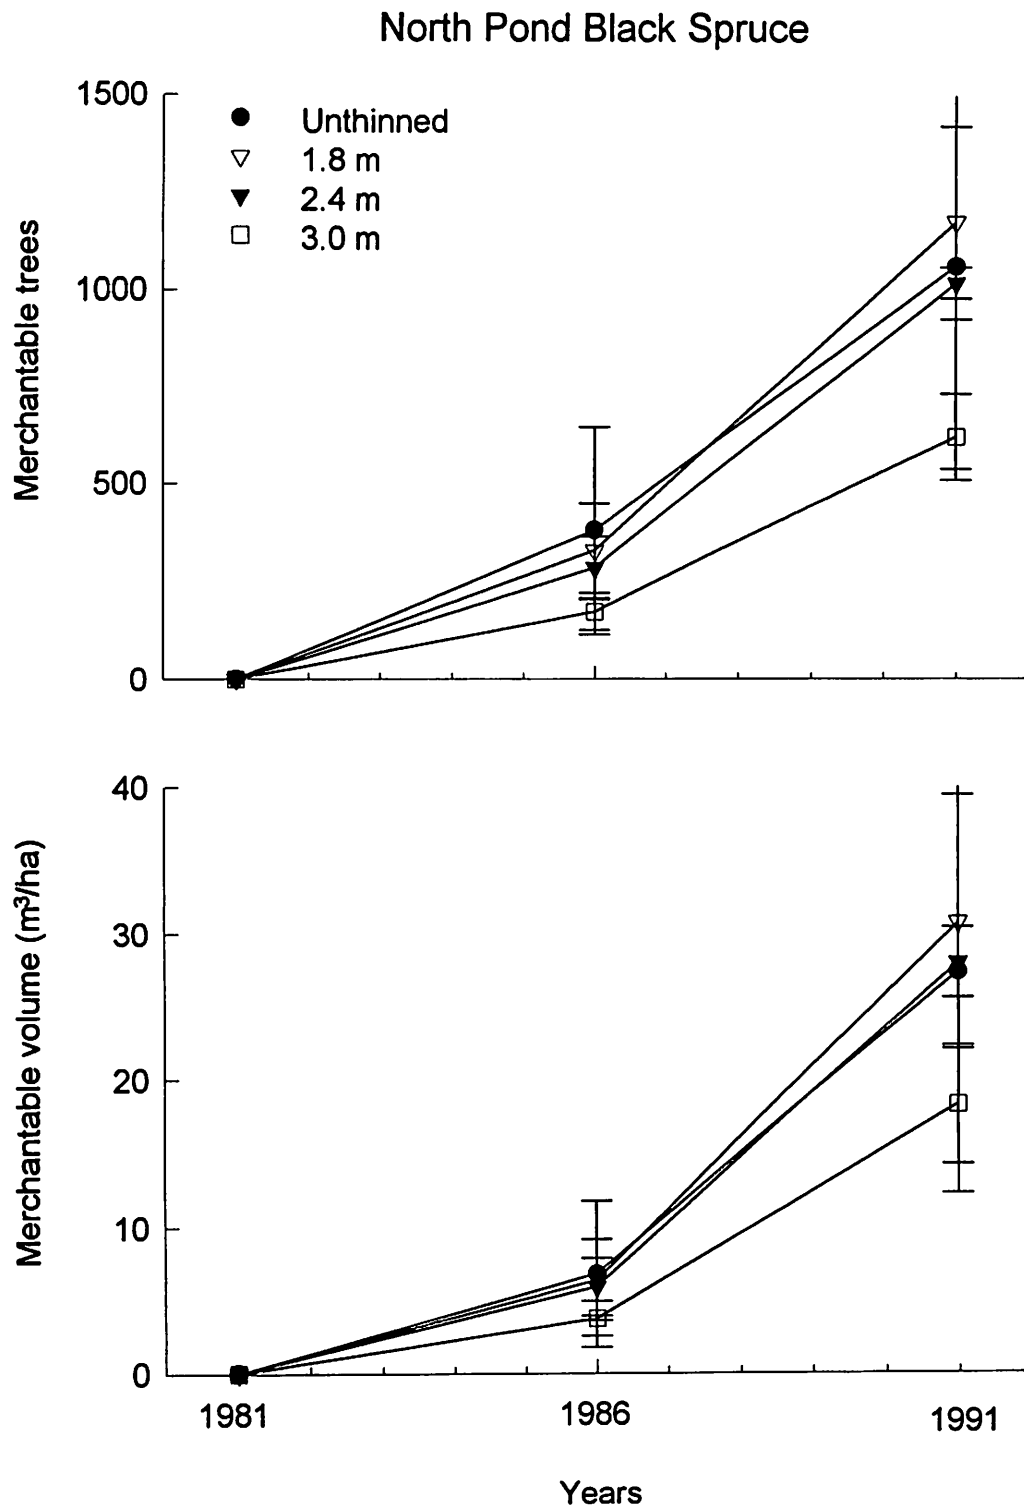 North Pond Black Spruce
Merchantable trees
1500
1000
500
0
Unthinned
1.8 m
2.4 m
3.0 m
Merchantable volume (m³/ha)
40
30
20
10
0
1981
1986
1991
Years